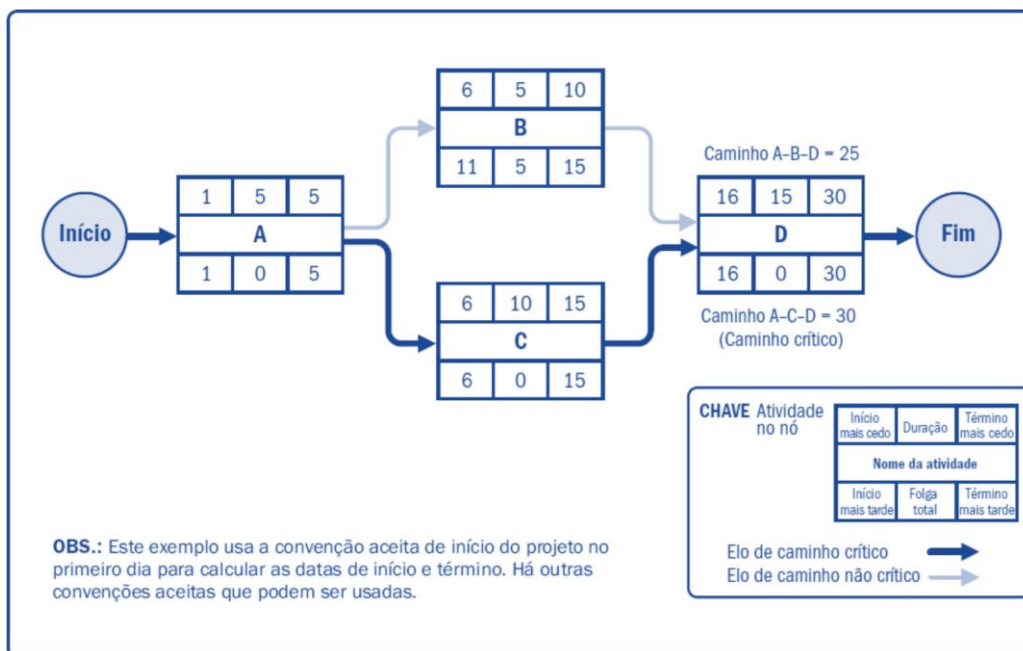 6 5 10
B
11 5 15
Caminho A-B-D = 25
Início
1 5 5
A
1 0 5
16 15 30
D
16 0 30
Fim
6 10 15
C
6 0 15
Caminho A-C-D = 30
(Caminho crítico)
CHAVE Atividade
no nó
Início
mais cedo
Duração
Término
mais cedo
Nome da atividade
Início
mais tarde
Folga
total
Término
mais tarde
Elo de caminho crítico
Elo de caminho não crítico
OBS.: Este exemplo usa a convenção aceita de início do projeto no
primeiro dia para calcular as datas de início e término. Há outras
convenções aceitas que podem ser usadas.